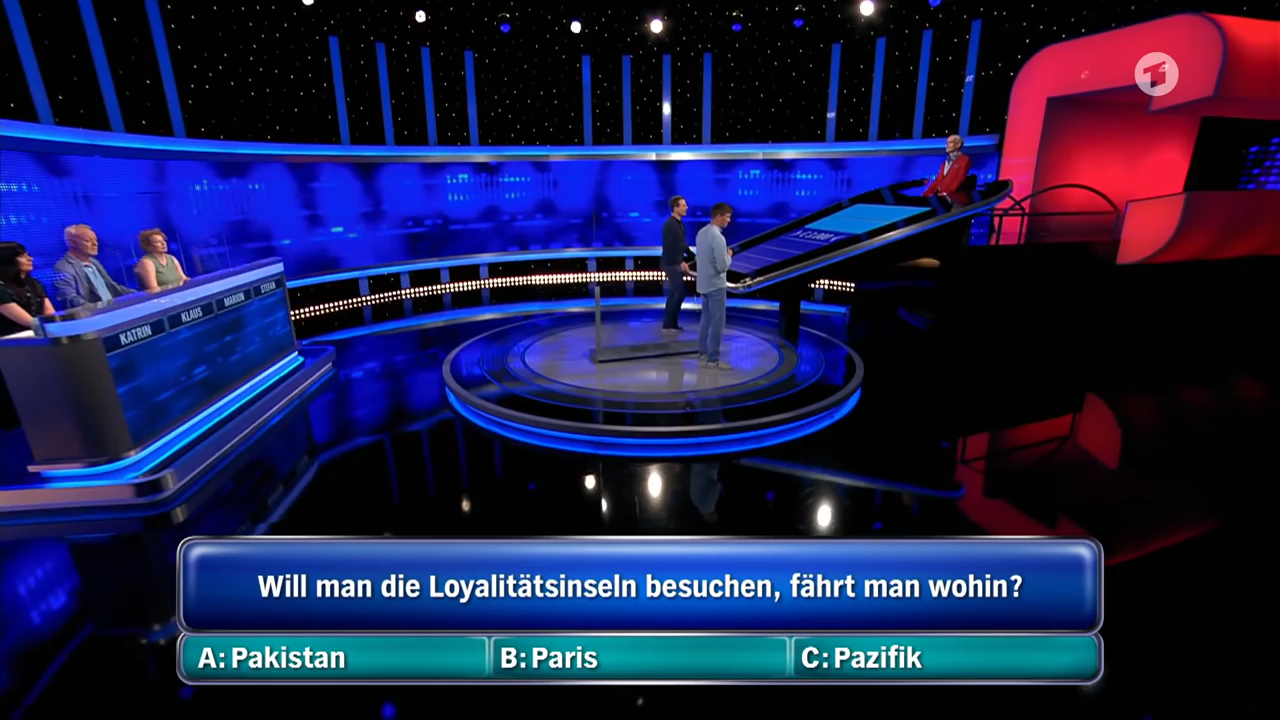 1
KATRIN
KLAUS
MARION
STEFAN
Will man die Loyalitätsinseln besuchen, fährt man wohin?
A: Pakistan
B: Paris
C: Pazifik